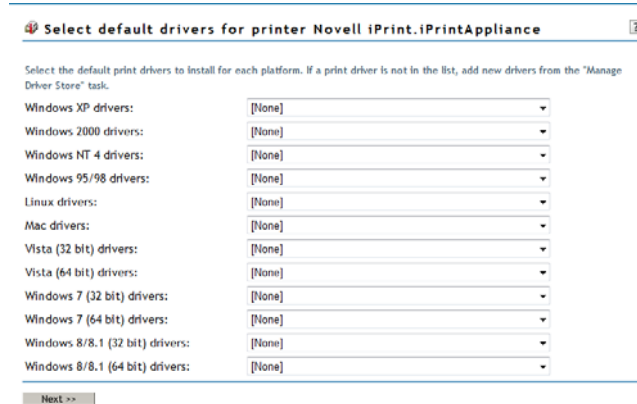 Select default drivers for printer Novell iPrint.iPrintAppliance
?
Select the default print drivers to install for each platform. If a print driver is not in the list, add new drivers from the "Manage
Driver Store" task.
Windows XP drivers: [None]
Windows 2000 drivers: [None]
Windows NT 4 drivers: [None]
Windows 95/98 drivers: [None]
Linux drivers: [None]
Mac drivers: [None]
Vista (32 bit) drivers: [None]
Vista (64 bit) drivers: [None]
Windows 7 (32 bit) drivers: [None]
Windows 7 (64 bit) drivers: [None]
Windows 8/8.1 (32 bit) drivers: [None]
Windows 8/8.1 (64 bit) drivers: [None]
Next >>